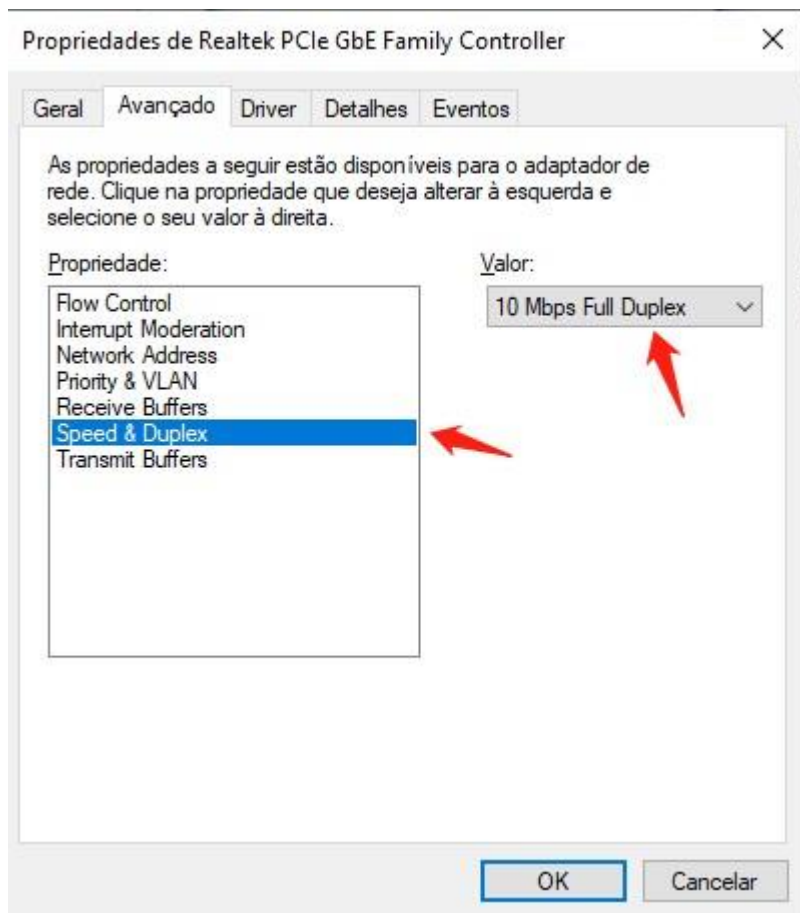 Propriedades de Realtek PCIe GbE Family Controller
Geral Avançado Driver Detalhes Eventos
As propriedades a seguir estão disponíveis para o adaptador de
rede. Clique na propriedade que deseja alterar à esquerda e
selecione o seu valor à direita.
Propriedade:
Flow Control
Interrupt Moderation
Network Address
Priority & VLAN
Receive Buffers
Speed & Duplex
Transmit Buffers
Valor:
10 Mbps Full Duplex
OK Cancelar